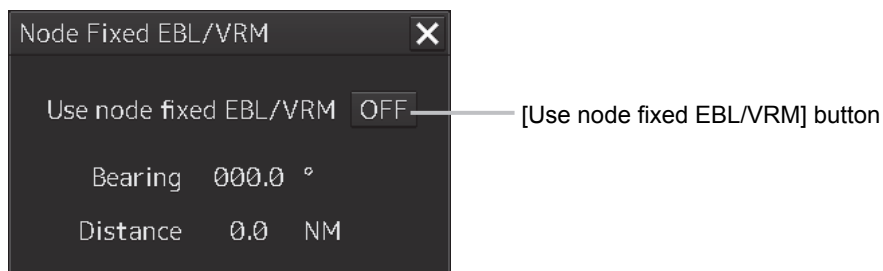 Node Fixed EBL/VRM X
Use node fixed EBL/VRM OFF [Use node fixed EBL/VRM] button
Bearing 000.0 °
Distance 0.0 NM